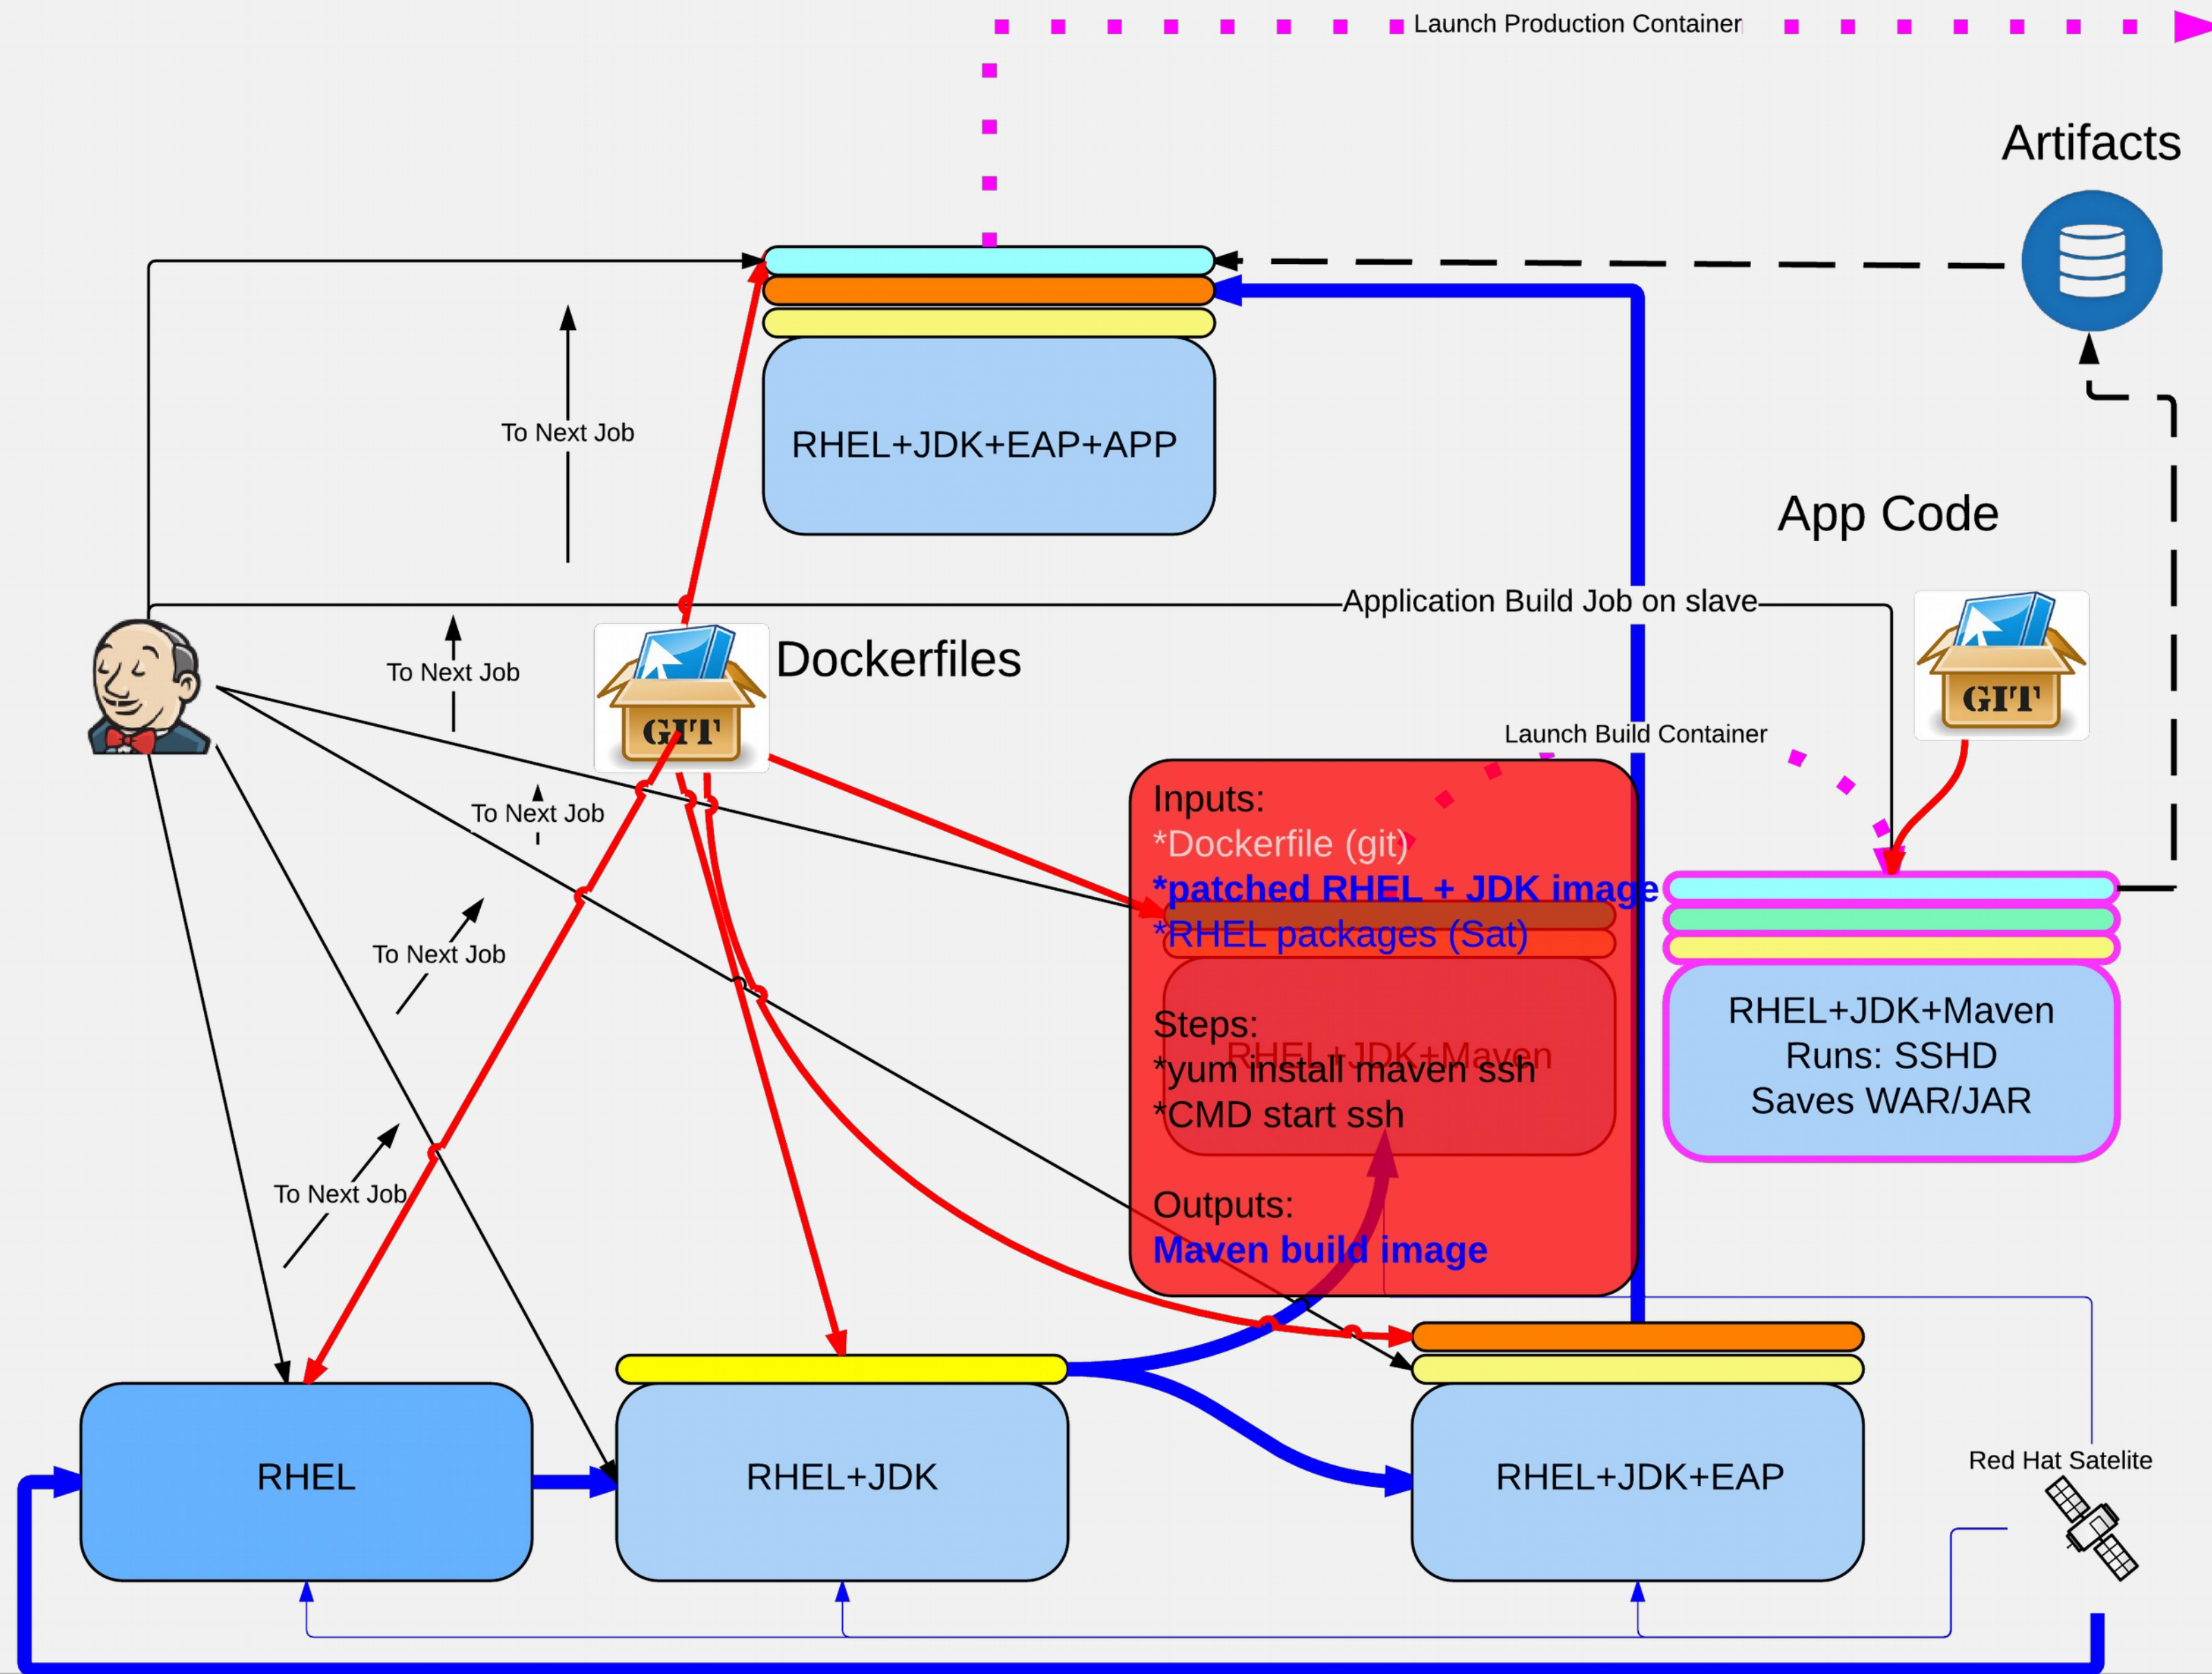 Launch Production Container
Artifacts
To Next Job
RHEL+JDK+EAP+APP
App Code
Application Build Job on slave
To Next Job
Dockerfiles
GIT
GIT
Launch Build Container
To Next Job
Inputs:
*Dockerfile (git)
*patched RHEL + JDK image
*RHEL packages (Sat)
To Next Job
Steps:
RHEL+JDK+Maven
*yum install maven ssh
*CMD start ssh
RHEL+JDK+Maven
Runs: SSHD
Saves WAR/JAR
To Next Job
Outputs:
Maven build image
RHEL
RHEL+JDK
RHEL+JDK+EAP
Red Hat Satelite